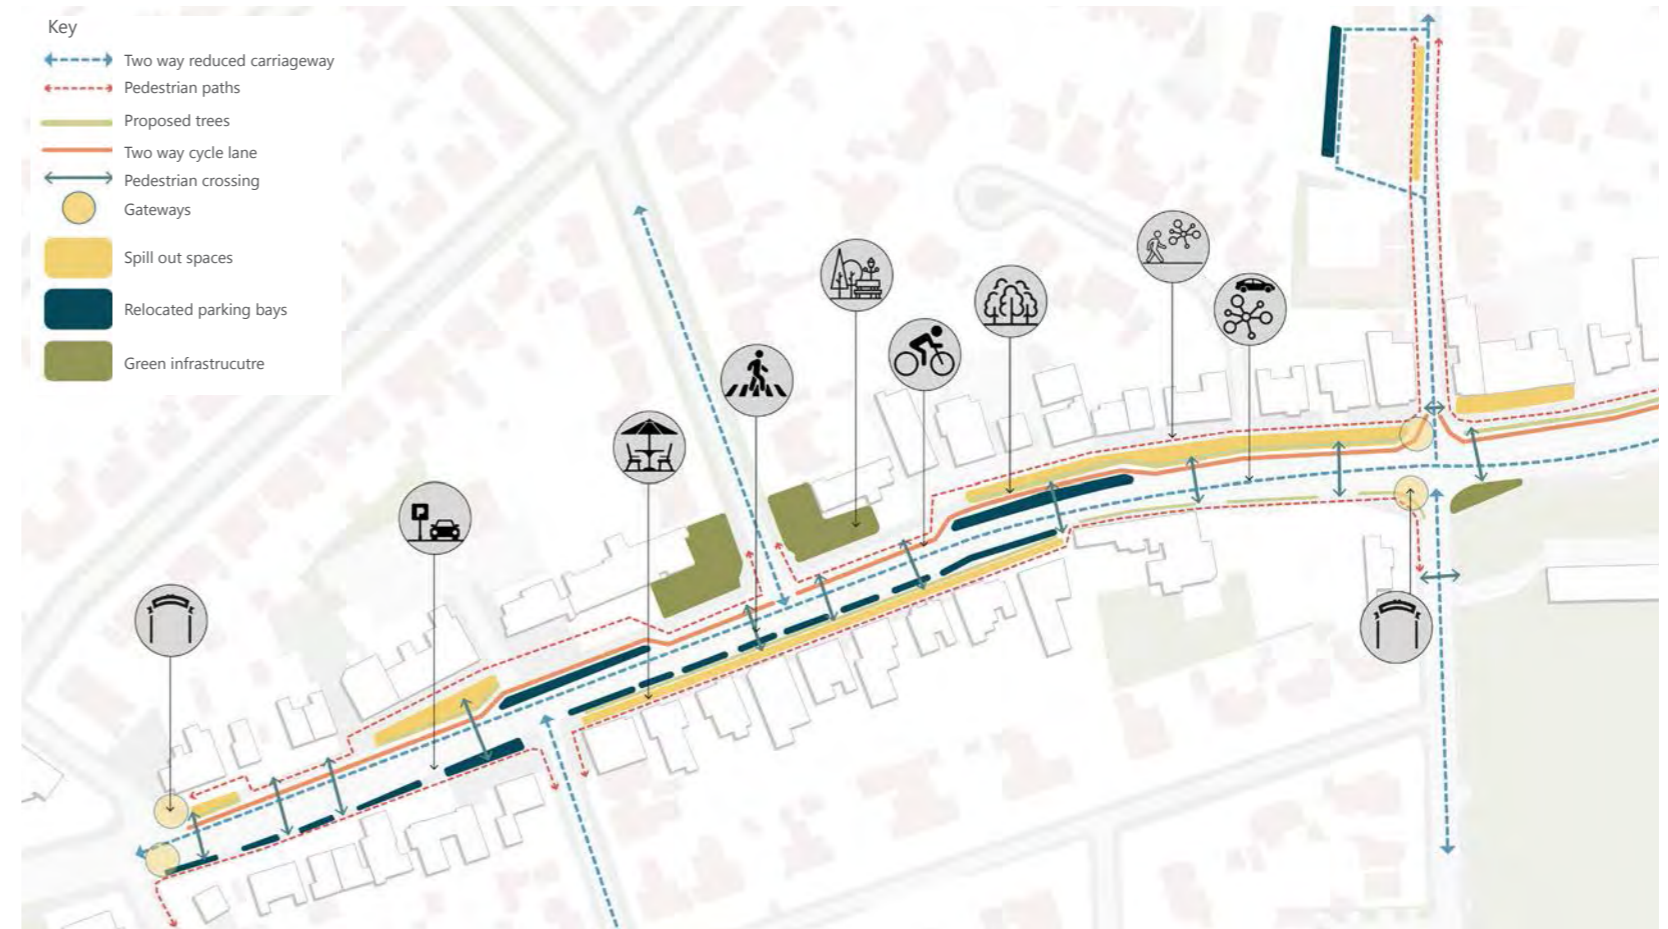 Key
Two way reduced carriageway
Pedestrian paths
Proposed trees
Two way cycle lane
Pedestrian crossing
Gateways
Spill out spaces
Relocated parking bays
Green infrastrucutre
P